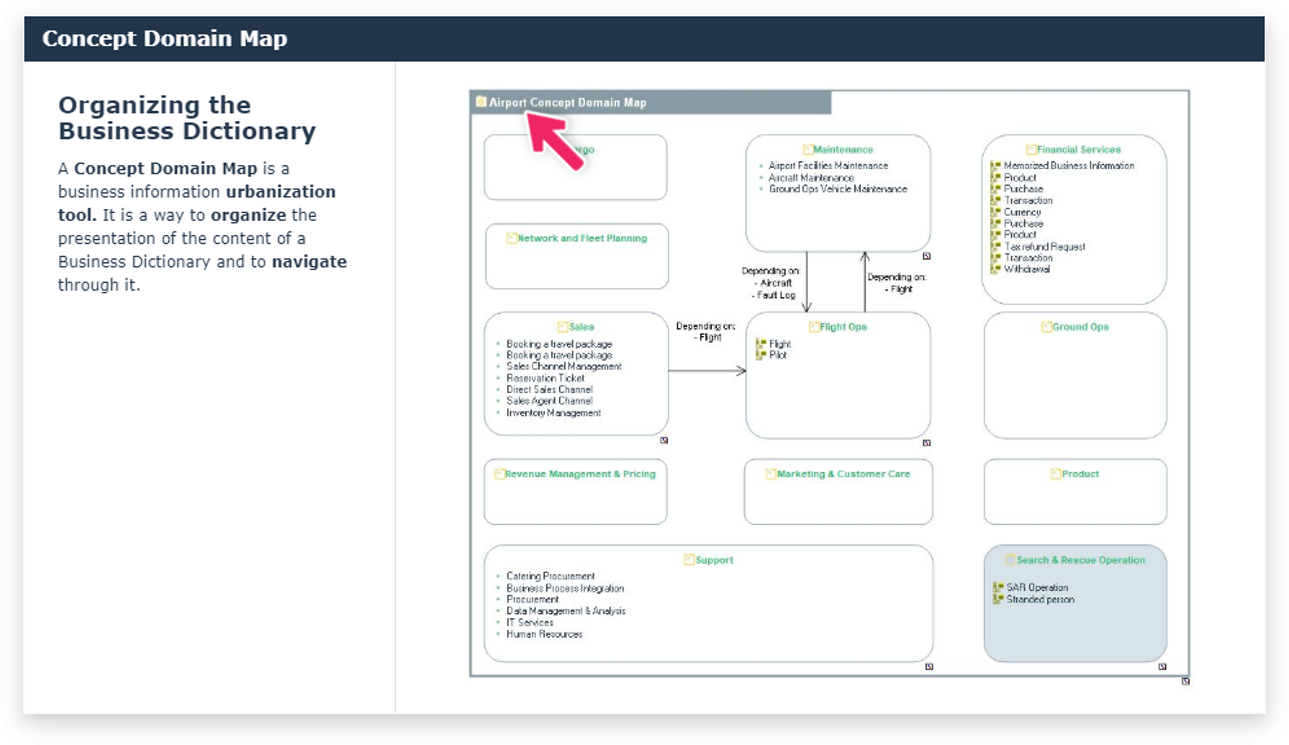 Concept Domain Map
Organizing the
Business Dictionary
A Concept Domain Map is a
business information urbanization
tool. It is a way to organize the
presentation of the content of a
Business Dictionary and to navigate
through it.
Airport Concept Domain Map
Maintenance
Airport Facilities Maintenance
Aircraft Maintenance
Ground Ops Vehicle Maintenance
Financial Services
Memorized Business Information
Product
Purchase
Transaction
Currency
Purchase
Product
Tax refund Request
Transaction
Withdrawal
Network and Fleet Planning
Depending on:
- Aircraft
- Fault Log
Depending on:
- Flight
Sales
Booking a travel package
Booking a travel package
Sales Channel Management
Reservation Ticket
Direct Sales Channel
Sales Agent Channel
Inventory Management
Depending on:
- Flight
Flight Ops
Flight
Pilot
Ground Ops
Revenue Management & Pricing
Marketing & Customer Care
Product
Support
Catering Procurement
Business Process Integration
Procurement
Data Management & Analysis
IT Services
Human Resources
Search & Rescue Operation
SAR Operation
Stranded person